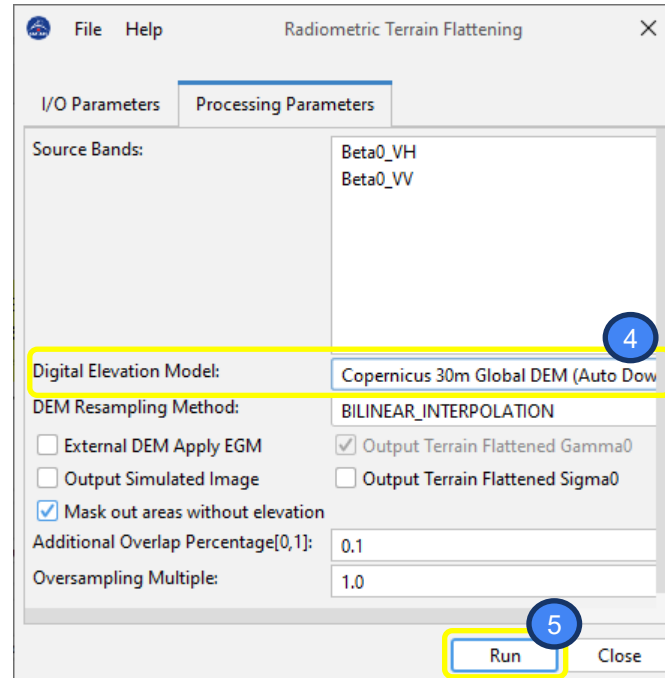 File Help Radiometric Terrain Flattening
I/O Parameters Processing Parameters
Source Bands: Beta0_VH
Beta0_VV
4
Digital Elevation Model: Copernicus 30m Global DEM (Auto Dow
DEM Resampling Method: BILINEAR_INTERPOLATION
External DEM Apply EGM Output Terrain Flattened Gamma0
Output Simulated Image Output Terrain Flattened Sigma0
Mask out areas without elevation
Additional Overlap Percentage[0,1]: 0.1
Oversampling Multiple: 1.0
5
Run Close